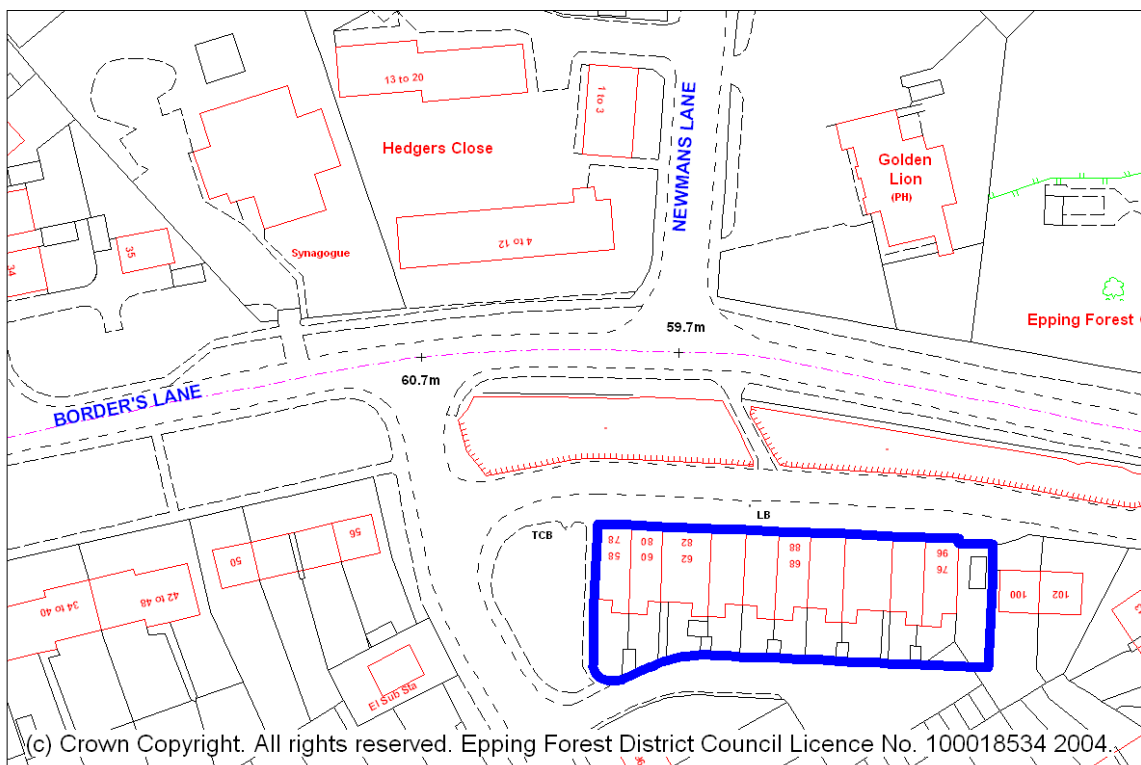 13 to 20
1 to 3
Hedgers Close
NEWMANS LANE
Golden
Lion
(PH)
4 to 12
Synagogue
35
34
Epping Forest
59.7m
60.7m
BORDER'S LANE
LB
TCB
78
58
80
60
82
62
88
68
96
76
100
102
50
56
34 to 40
42 to 48
El Sub Sta
(c) Crown Copyright. All rights reserved. Epping Forest District Council Licence No. 100018534 2004.